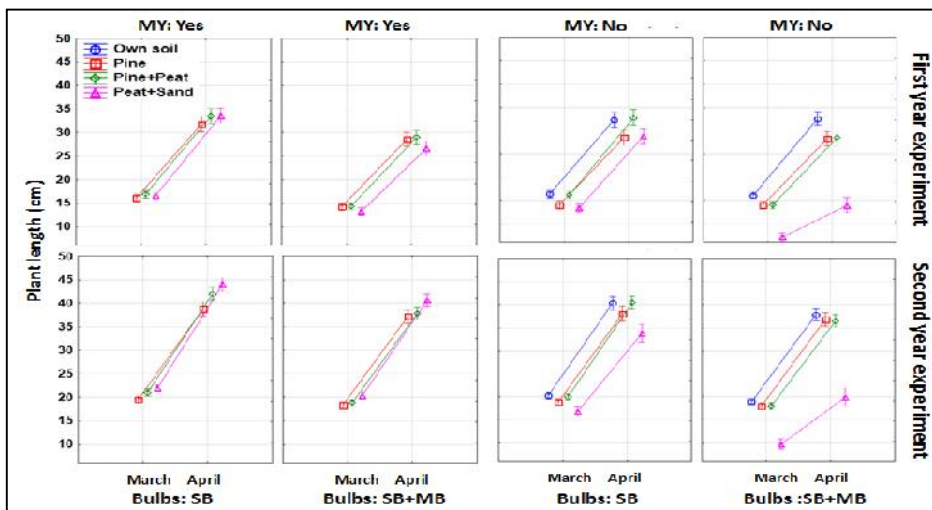 MY: Yes
MY: Yes
MY: No
MY: No
Own soil
Pine
Pine+Peat
Peat+Sand
50
45
40
35
30
25
20
15
10
First year experiment
Plant length (cm)
50
45
40
35
30
25
20
15
10
Second year experiment
March April
March April
March April
March April
Bulbs: SB
Bulbs: SB+MB
Bulbs: SB
Bulbs :SB+MB